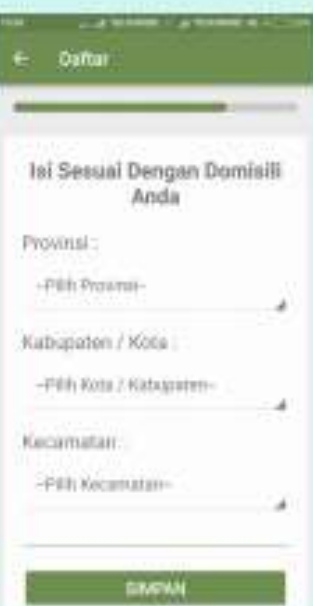 Daftar
Isi Sesuai Dengan Domisili
Anda
Provinsi :
--Pilih Provinsi--
Kabupaten / Kota :
--Pilih Kota / Kabupaten--
Kecamatan :
--Pilih Kecamatan--
SIMPAN